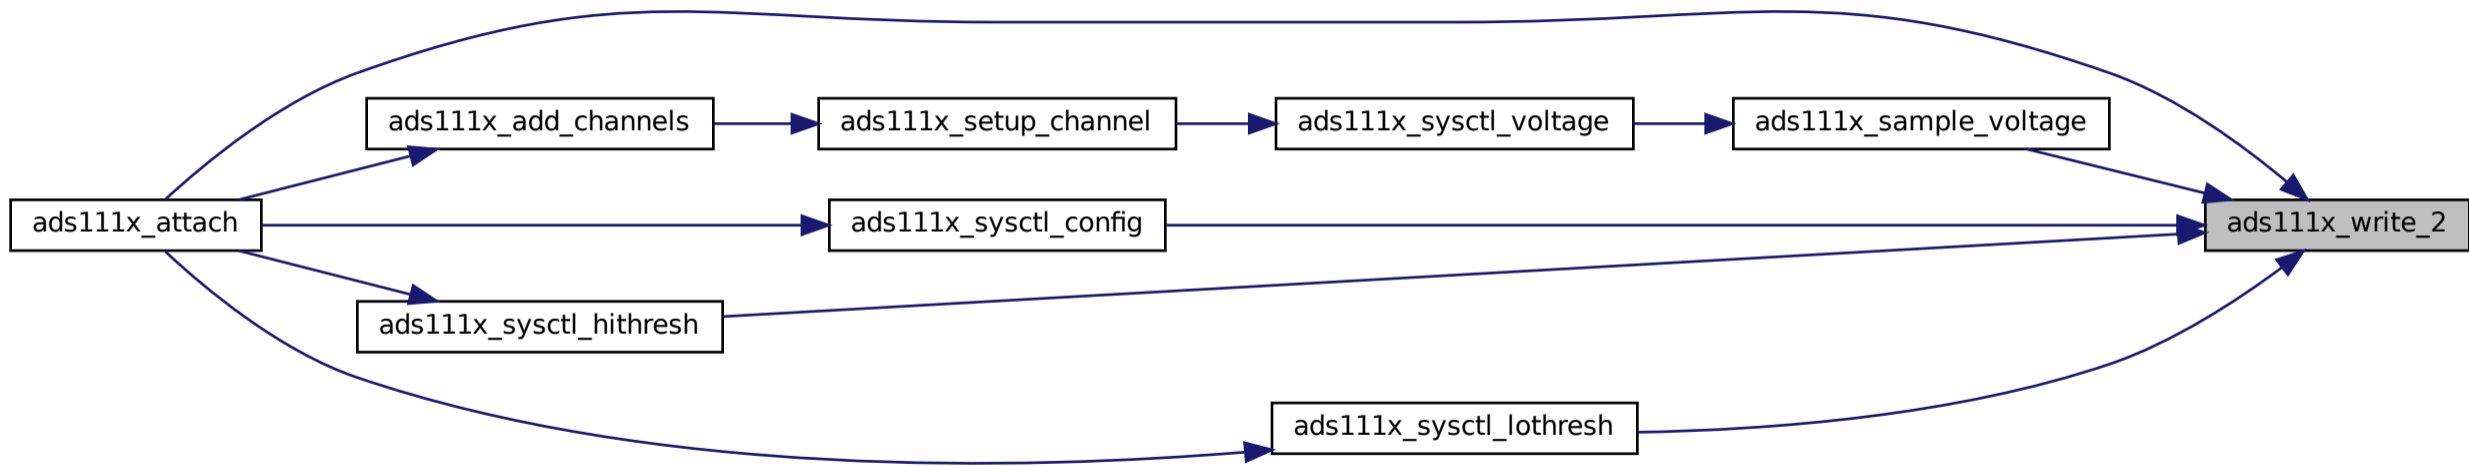 ads111x_add_channels
ads111x_setup_channel
ads111x_sysctl_voltage
ads111x_sample_voltage
ads111x_attach
ads111x_sysctl_config
ads111x_write_2
ads111x_sysctl_hithresh
ads111x_sysctl_lothresh